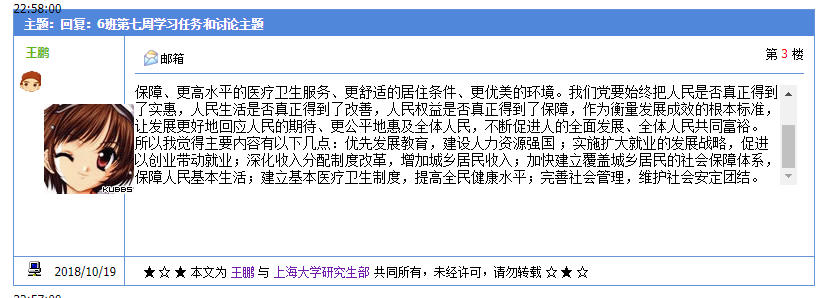 22:58:00
主题：回复：6班第七周学习任务和讨论主题
王鹏
邮箱
第 3 楼
保障、更高水平的医疗卫生服务、更舒适的居住条件、更优美的环境。我们党要始终把人民是否真正得到
了实惠，人民生活是否真正得到了改善，人民权益是否真正得到了保障，作为衡量发展成效的根本标准，
让发展更好地回应人民的期待、更公平地惠及全体人民，不断促进人的全面发展、全体人民共同富裕。
所以我觉得主要内容有以下几点：优先发展教育，建设人力资源强国 ；实施扩大就业的发展战略，促进
以创业带动就业；深化收入分配制度改革，增加城乡居民收入；加快建立覆盖城乡居民的社会保障体系，
保障人民基本生活；建立基本医疗卫生制度，提高全民健康水平；完善社会管理，维护社会安定团结。
KUBBS
2018/10/19
★ ☆ ★ 本文为 王鹏 与 上海大学研究生部 共同所有，未经许可，请勿转载 ☆ ★ ☆
22:57:00